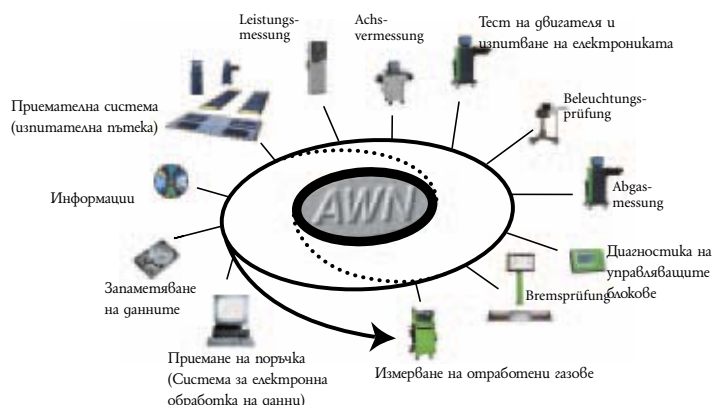 Leistungs-
messung
Achs-
vermessung
Тест на двигателя и
изпитване на електрониката
Приемателна система
(изпитателна пътека)
Beleuchtungs-
prüfung
Информации
AWN
Abgas-
messung
Запаметяване
на данните
Диагностика на
управляващите
блокове
Bremsprüfung
Приемане на поръчка
(Система за електронна
обработка на данни)
Измерване на отработени газове